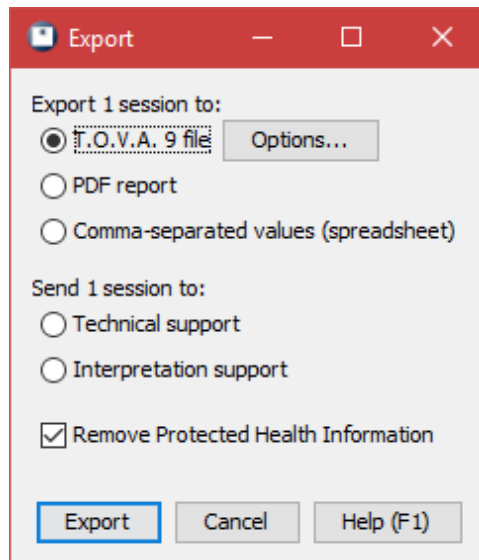 Export
Export 1 session to:
T.O.V.A. 9 file Options...
PDF report
Comma-separated values (spreadsheet)
Send 1 session to:
Technical support
Interpretation support
Remove Protected Health Information
Export Cancel Help (F1)